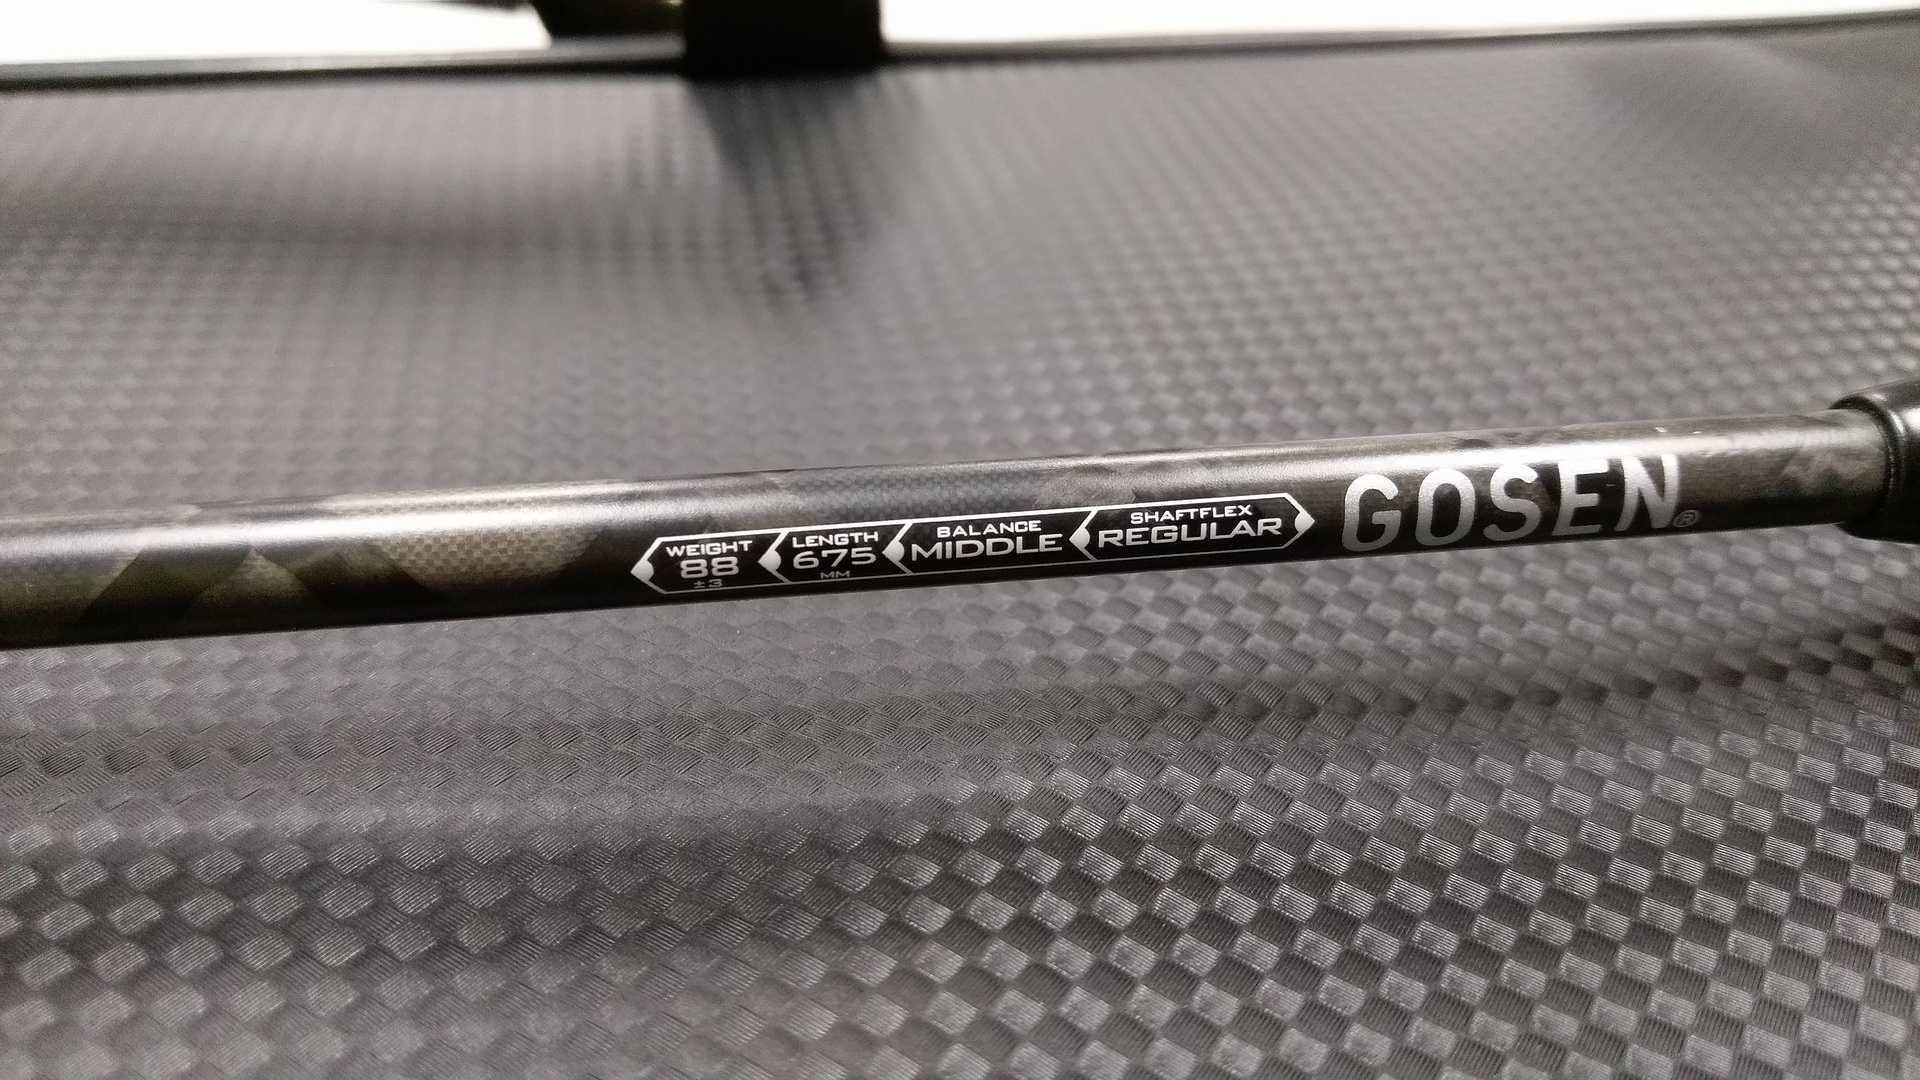 WEIGHT
88
±3
LENGTH
675
MM
BALANCE
MIDDLE
SHAFTFLEX
REGULAR
GOSEN®